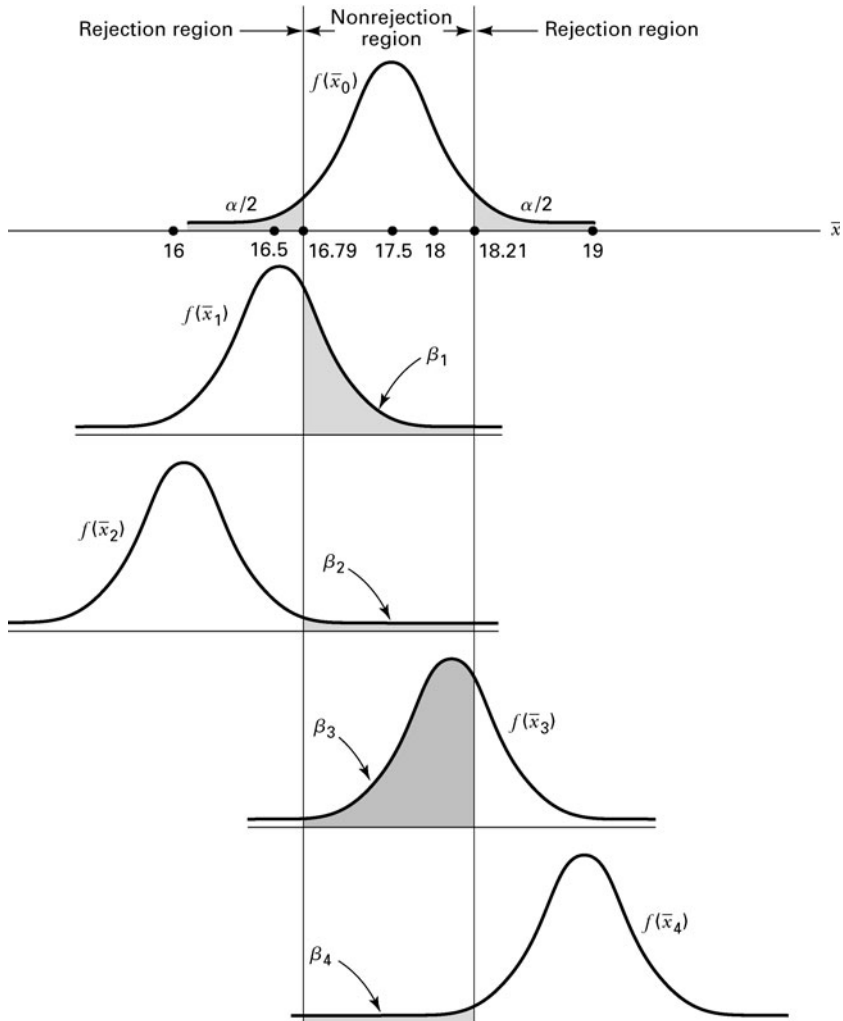 Rejection region
Nonrejection
region
Rejection region
f(x̄₀)
α/2
α/2
x̄
16
16.5
16.79
17.5
18
18.21
19
f(x̄₁)
β₁
f(x̄₂)
β₂
β₃
f(x̄₃)
f(x̄₄)
β₄